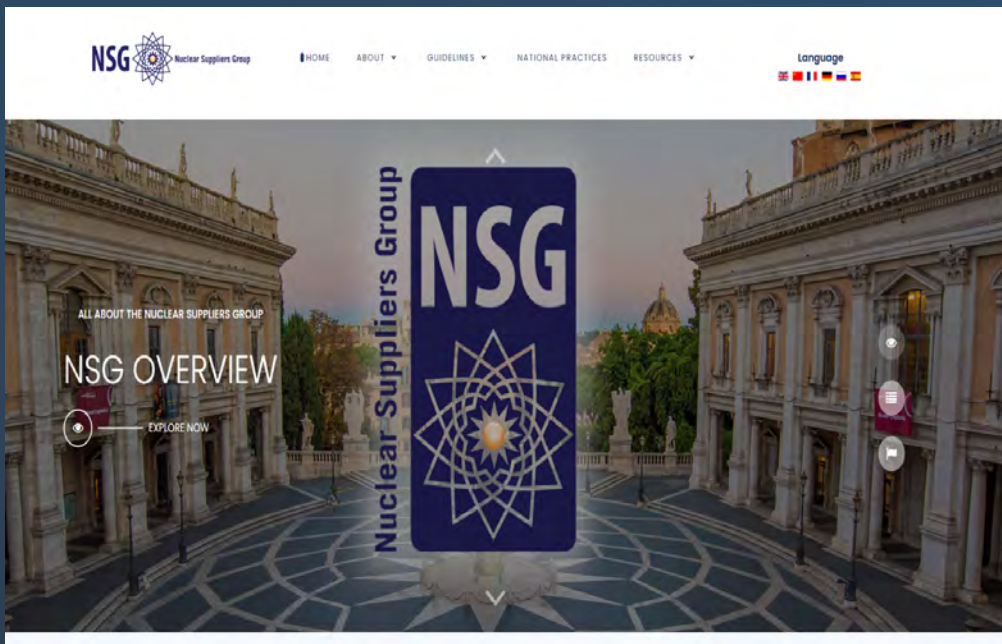 NSG Nuclear Suppliers Group
HOME ABOUT GUIDELINES NATIONAL PRACTICES RESOURCES
Language
Nuclear Suppliers Group
NSG
ALL ABOUT THE NUCLEAR SUPPLIERS GROUP
NSG OVERVIEW
EXPLORE NOW